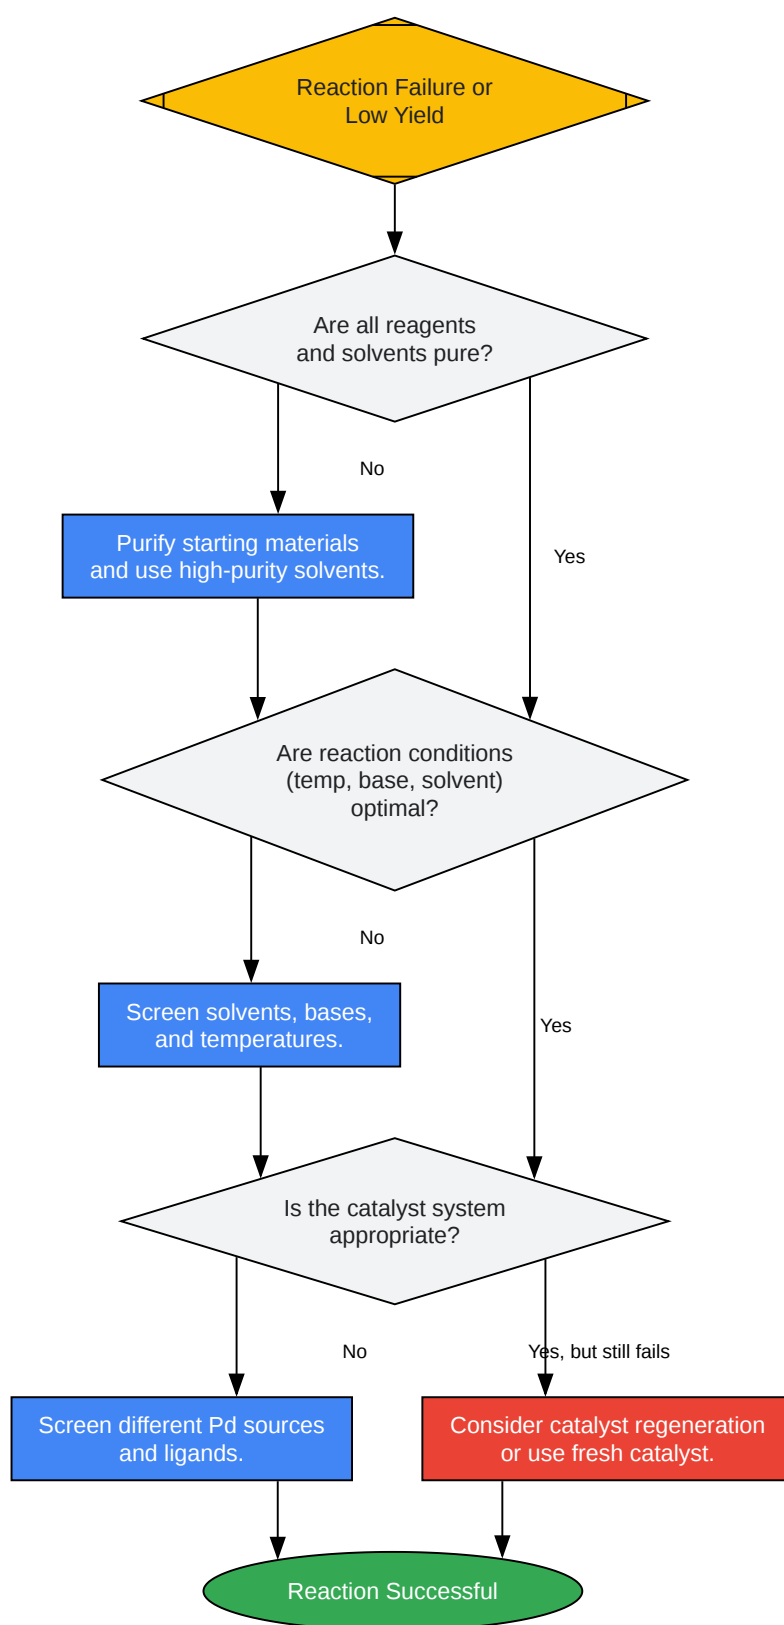 Reaction Failure or
Low Yield
Are all reagents
and solvents pure?
No
Purify starting materials
and use high-purity solvents.
Yes
Are reaction conditions
(temp, base, solvent)
optimal?
No
Screen solvents, bases,
and temperatures.
Yes
Is the catalyst system
appropriate?
No
Yes, but still fails
Screen different Pd sources
and ligands.
Consider catalyst regeneration
or use fresh catalyst.
Reaction Successful